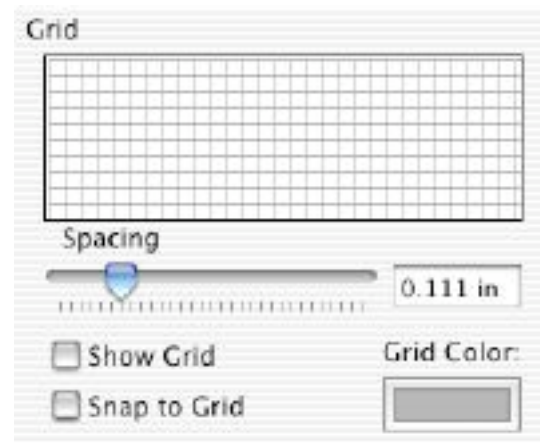 Grid
Spacing
0.111 in
Show Grid
Grid Color:
Snap to Grid